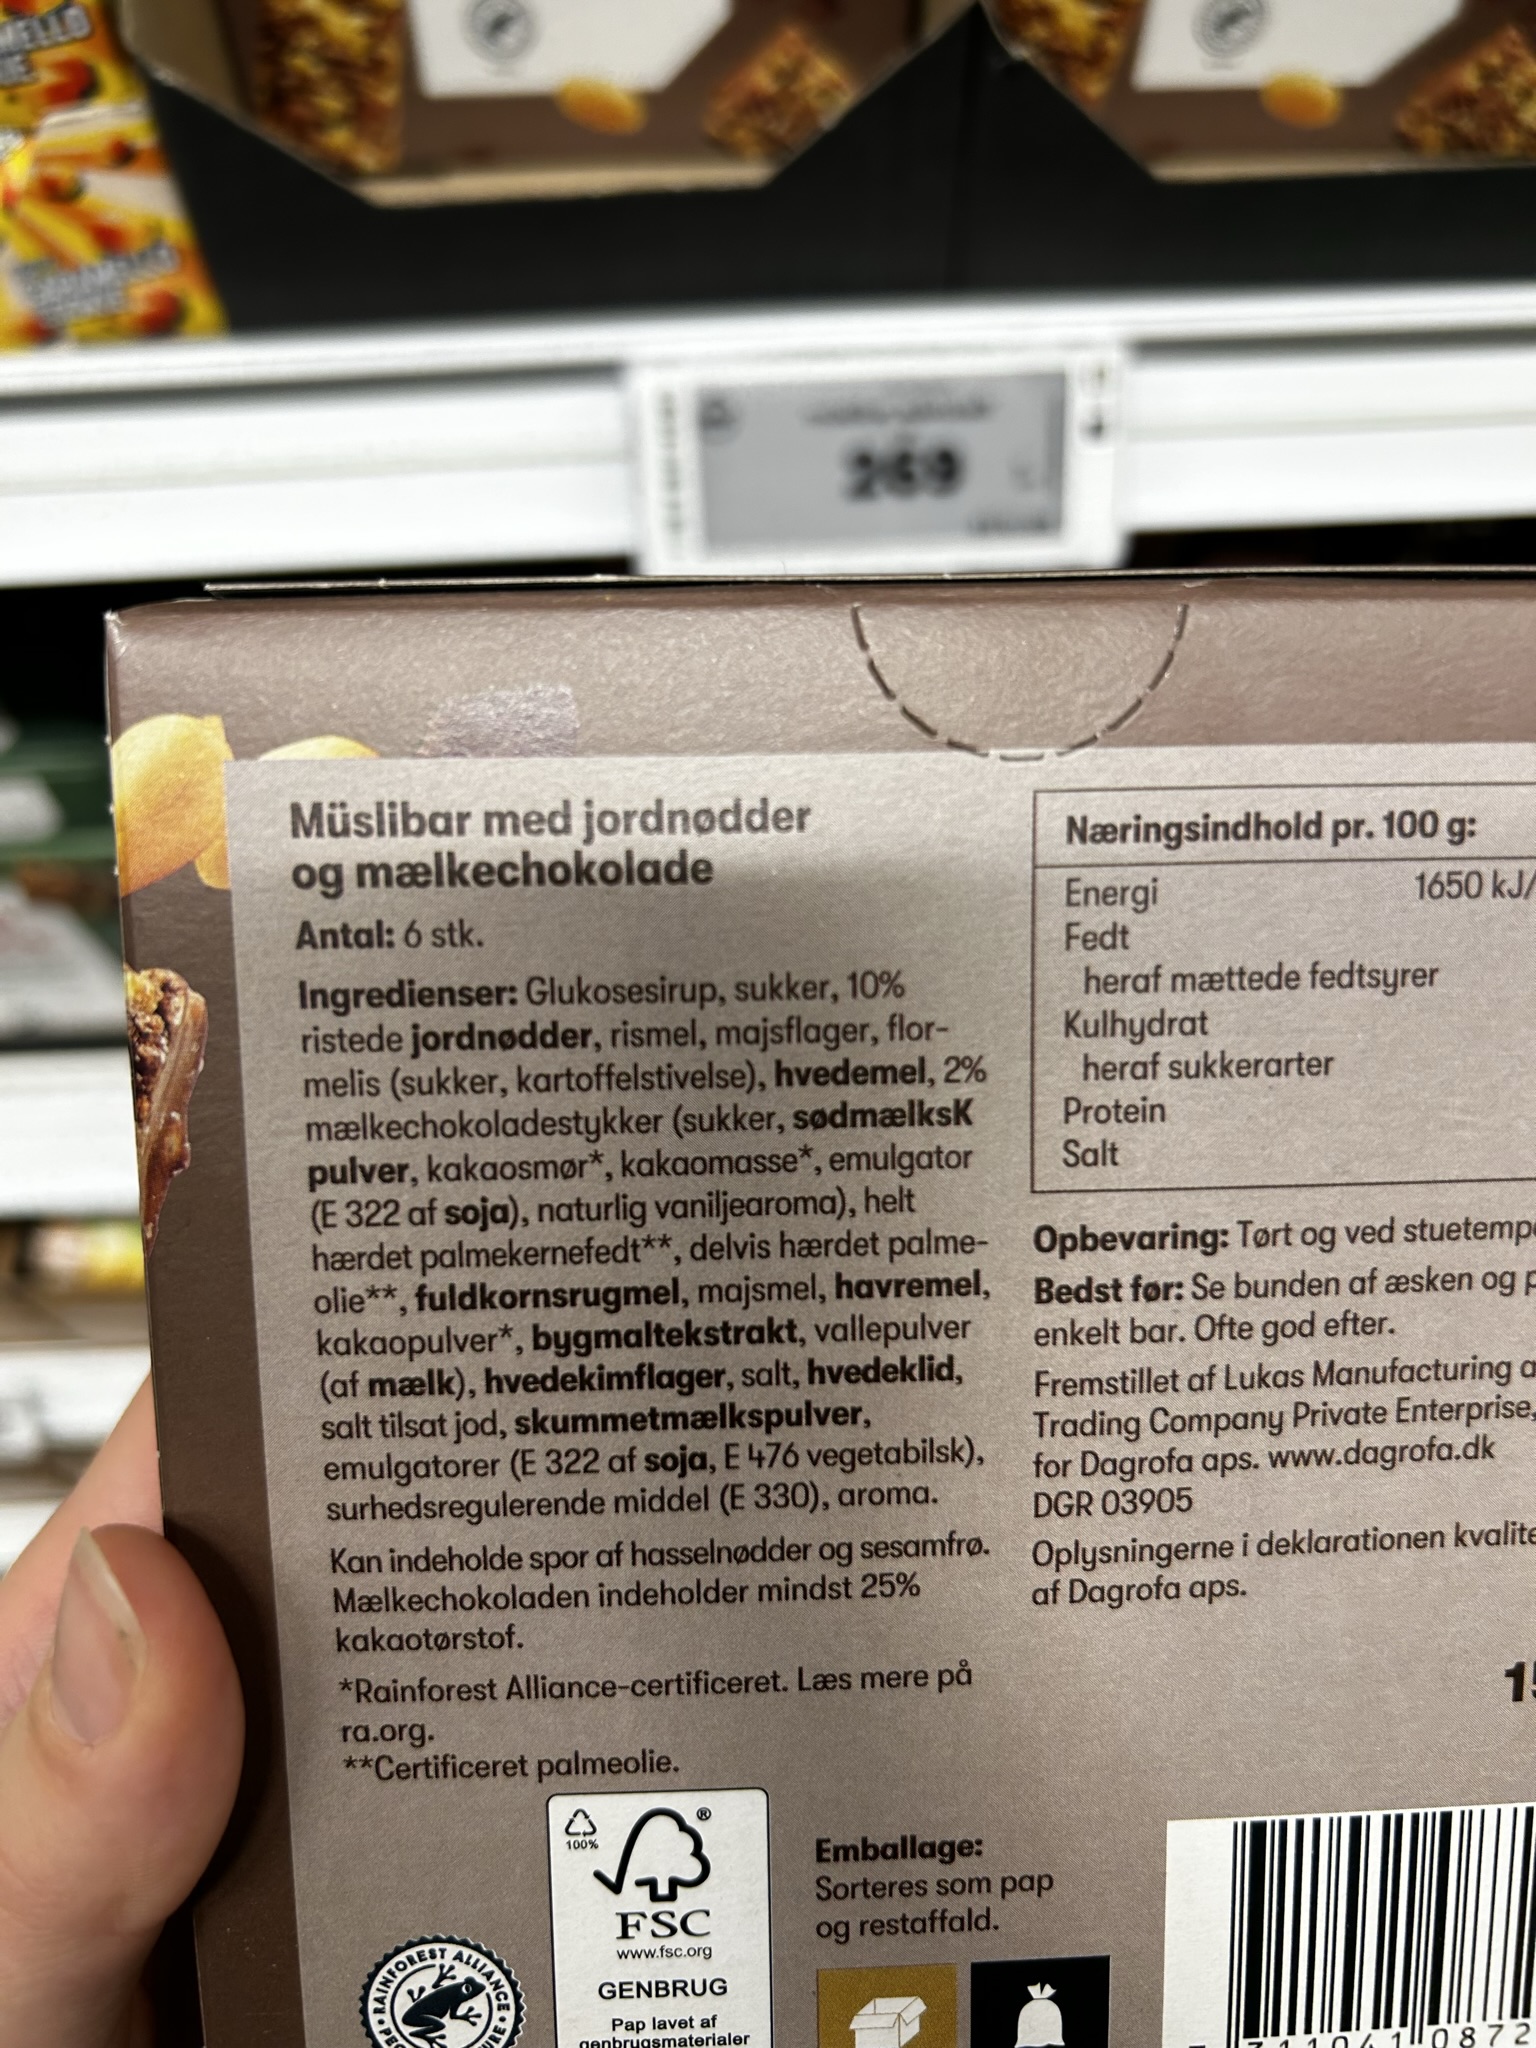 269
Müslibar med jordnødder
og mælkechokolade
Antal: 6 stk.
Ingredienser: Glukosesirup, sukker, 10%
ristede jordnødder, rismel, majsflager, flor-
melis (sukker, kartoffelstivelse), hvedemel, 2%
mælkechokoladestykker (sukker, sødmælksK
pulver, kakaosmør*, kakaomasse*, emulgator
(E 322 af soja), naturlig vaniljearoma), helt
hærdet palmekernefedt**, delvis hærdet palme-
olie**, fuldkornsrugmel, majsmel, havremel,
kakaopulver*, bygmaltekstrakt, vallepulver
(af mælk), hvedekimflager, salt, hvedeklid,
salt tilsat jod, skummetmælkspulver,
emulgatorer (E 322 af soja, E 476 vegetabilsk),
surhedsregulerende middel (E 330), aroma.
Kan indeholde spor af hasselnødder og sesamfrø.
Mælkechokoladen indeholder mindst 25%
kakaotørstof.
*Rainforest Alliance-certificeret. Læs mere på
ra.org.
**Certificeret palmeolie.
Næringsindhold pr. 100 g:
Energi 1650 kJ/
Fedt
heraf mættede fedtsyrer
Kulhydrat
heraf sukkerarter
Protein
Salt
Opbevaring: Tørt og ved stuetempe
Bedst før: Se bunden af æsken og p
enkelt bar. Ofte god efter.
Fremstillet af Lukas Manufacturing a
Trading Company Private Enterprise,
for Dagrofa aps. www.dagrofa.dk
DGR 03905
Oplysningerne i deklarationen kvalite
af Dagrofa aps.
RAINFOREST ALLIANCE
100%
®
FSC
www.fsc.org
GENBRUG
Pap lavet af
genbrugsmaterialer
Emballage:
Sorteres som pap
og restaffald.